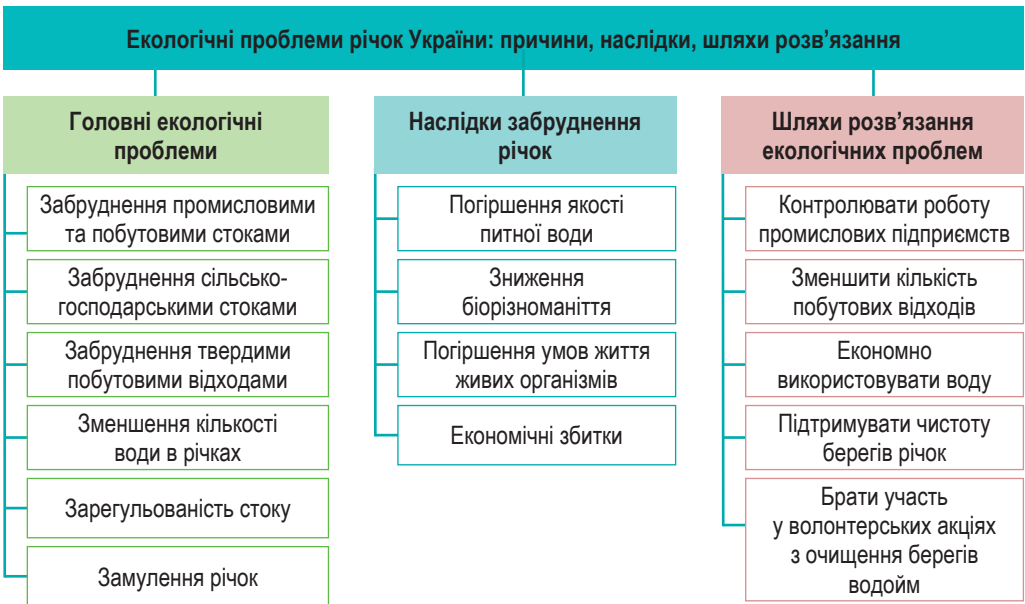 Екологічні проблеми річок України: причини, наслідки, шляхи розв’язання
Головні екологічні
проблеми
Забруднення промисловими
та побутовими стоками
Забруднення сільсько-
господарськими стоками
Забруднення твердими
побутовими відходами
Зменшення кількості
води в річках
Зарегульованість стоку
Замулення річок
Наслідки забруднення
річок
Погіршення якості
питної води
Зниження
біорізноманіття
Погіршення умов життя
живих організмів
Економічні збитки
Шляхи розв’язання
екологічних проблем
Контролювати роботу
промислових підприємств
Зменшити кількість
побутових відходів
Економно
використовувати воду
Підтримувати чистоту
берегів річок
Брати участь
у волонтерських акціях
з очищення берегів
водойм